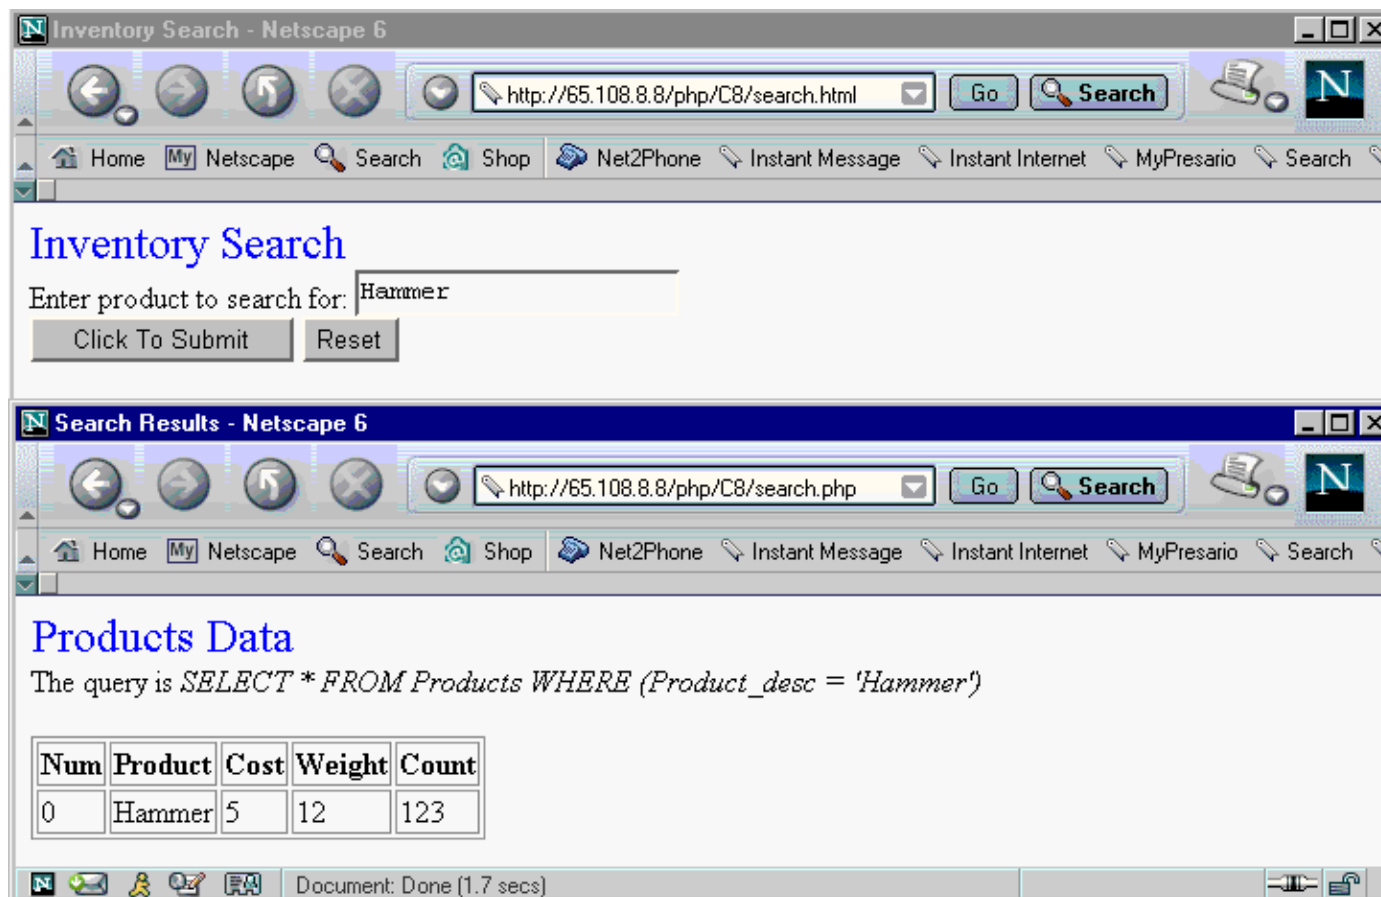 Inventory Search - Netscape 6
http://65.108.8.8/php/C8/search.html Go Search N
Home My Netscape Search Shop Net2Phone Instant Message Instant Internet MyPresario Search
Inventory Search
Enter product to search for: Hammer
Click To Submit Reset
Search Results - Netscape 6
http://65.108.8.8/php/C8/search.php Go Search N
Home My Netscape Search Shop Net2Phone Instant Message Instant Internet MyPresario Search
Products Data
The query is SELECT * FROM Products WHERE (Product_desc = 'Hammer')
Num Product Cost Weight Count
0 Hammer 5 12 123
Document: Done (1.7 secs)